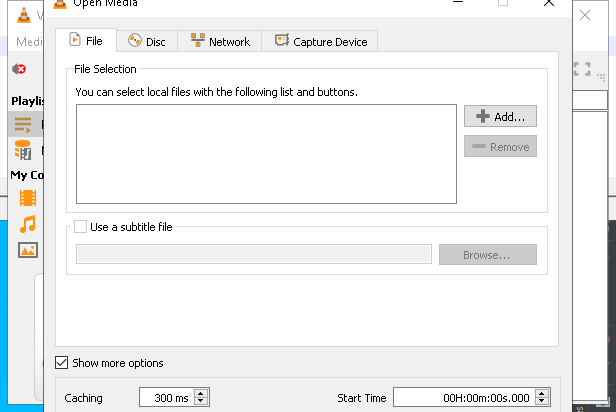 Open Media
V
Medi
File
Disc
Network
Capture Device
File Selection
You can select local files with the following list and buttons.
Playlis
Add...
Remove
My Co
Use a subtitle file
Browse...
Show more options
Caching
300 ms
Start Time
00H:00m:00s.000